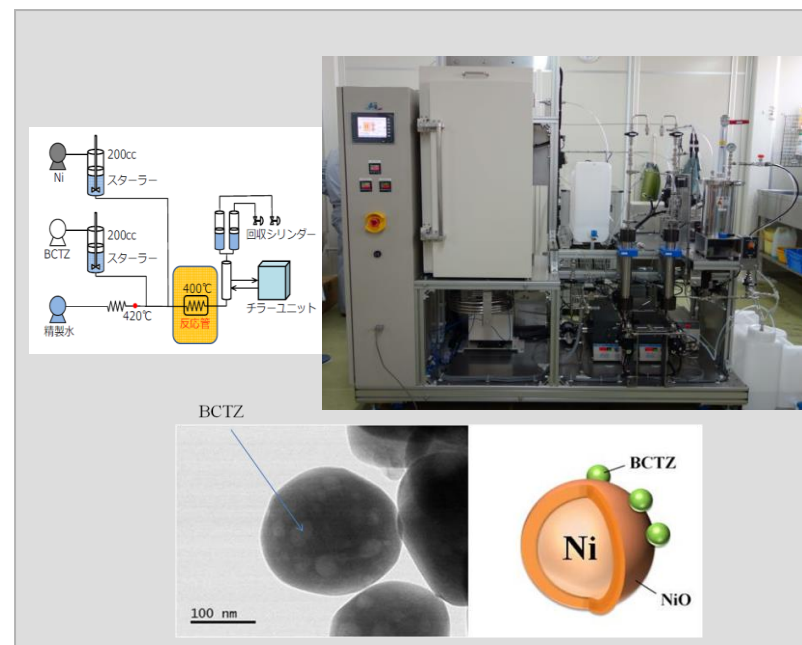 200cc
Ni
スターラー
200cc
BCTZ
スターラー
回収シリンダー
400℃
チラーユニット
反応管
420℃
精製水
BCTZ
100 nm
BCTZ
Ni
NiO